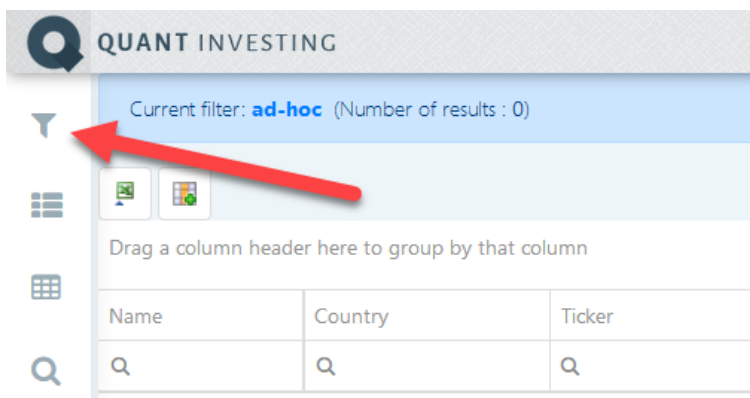 QUANT INVESTING
Current filter: ad-hoc (Number of results : 0)
Drag a column header here to group by that column
Name Country Ticker